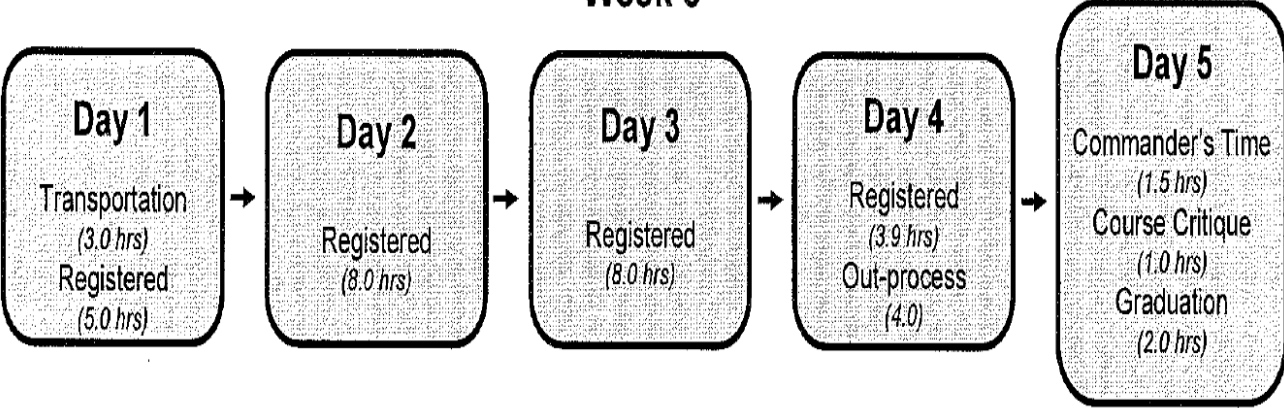 Day 1
Transportation
(3.0 hrs)
Registered
(5.0 hrs)
Day 2
Registered
(8.0 hrs)
Day 3
Registered
(8.0 hrs)
Day 4
Registered
(3.9 hrs)
Out-process
(4.0)
Day 5
Commander's Time
(1.5 hrs)
Course Critique
(1.0 hrs)
Graduation
(2.0 hrs)